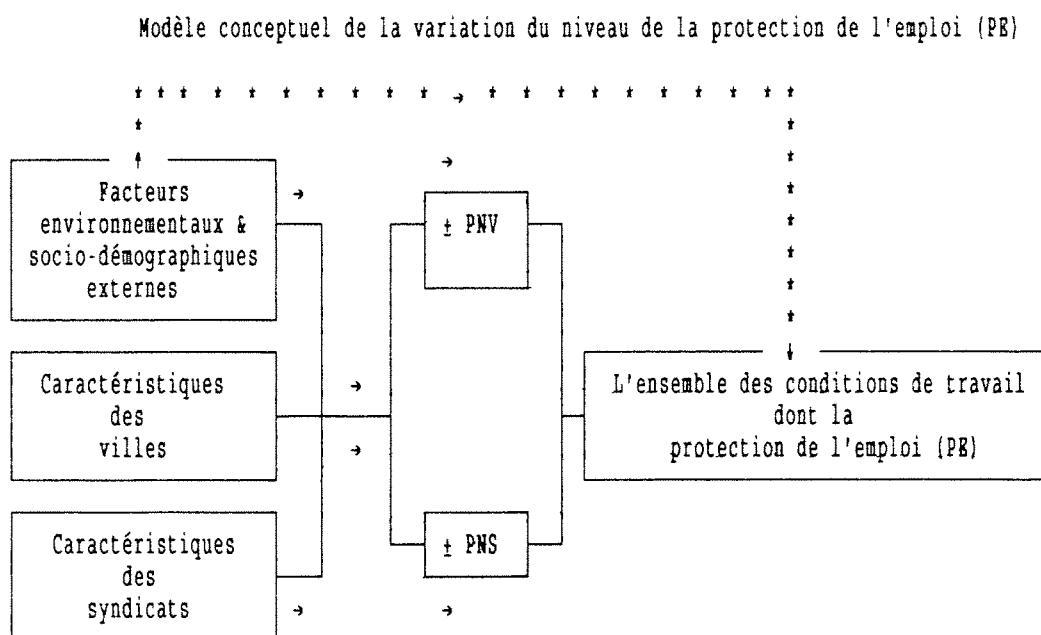 Modèle conceptuel de la variation du niveau de la protection de l'emploi (PE)
Facteurs
environnementaux &
socio-démographiques
externes
± PNV
Caractéristiques
des
villes
L'ensemble des conditions de travail
dont la
protection de l'emploi (PE)
± PNS
Caractéristiques
des
syndicats